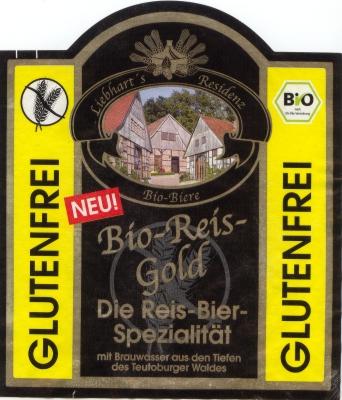 Liebhart's Residenz
BiO
Bio-Biere
NEU!
GLUTENFREI
GLUTENFREI
Bio-Reis-
Gold
Die Reis-Bier-
Spezialität
mit Brauwasser aus den Tiefen
des Teutoburger Waldes